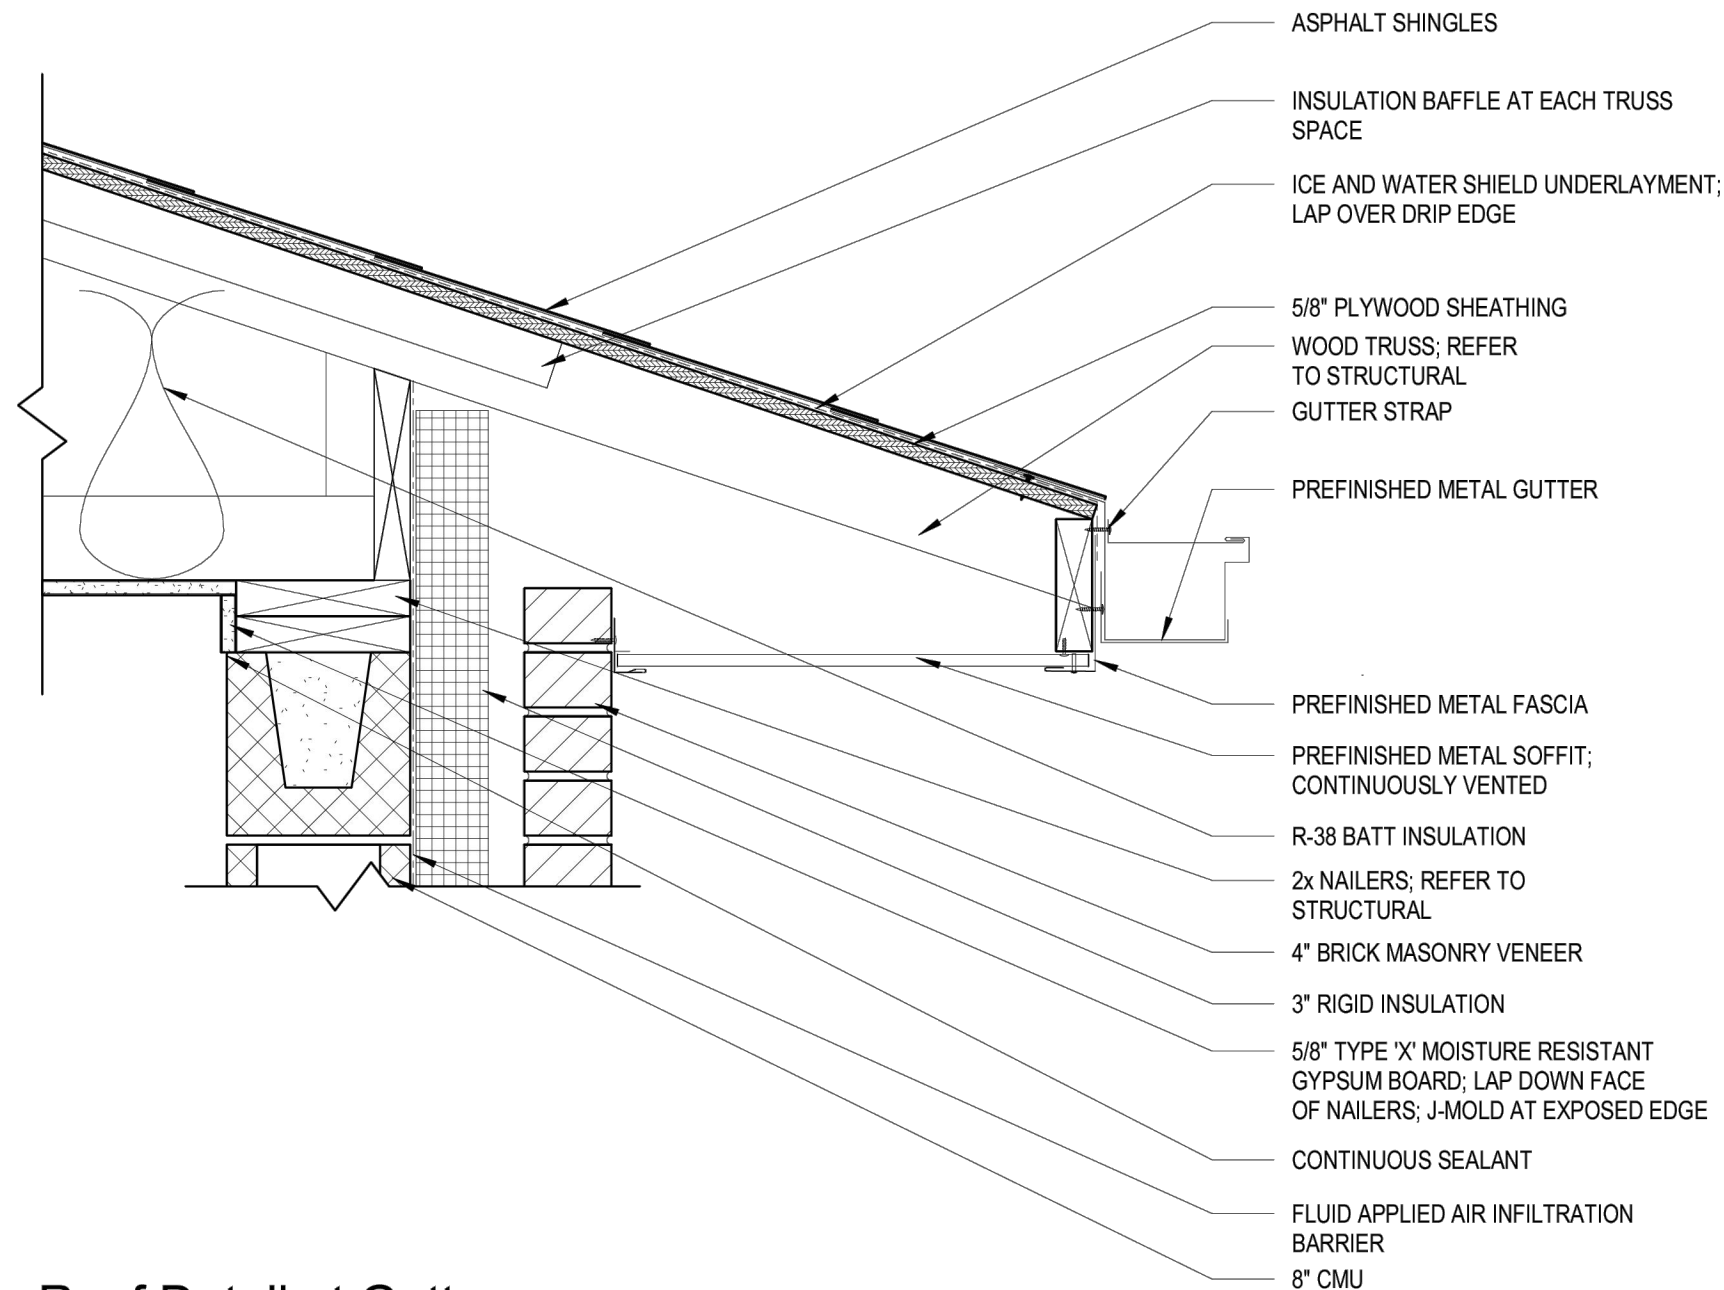 ASPHALT SHINGLES
INSULATION BAFFLE AT EACH TRUSS
SPACE
ICE AND WATER SHIELD UNDERLAYMENT;
LAP OVER DRIP EDGE
5/8" PLYWOOD SHEATHING
WOOD TRUSS; REFER
TO STRUCTURAL
GUTTER STRAP
PREFINISHED METAL GUTTER
PREFINISHED METAL FASCIA
PREFINISHED METAL SOFFIT;
CONTINUOUSLY VENTED
R-38 BATT INSULATION
2x NAILERS; REFER TO
STRUCTURAL
4" BRICK MASONRY VENEER
3" RIGID INSULATION
5/8" TYPE 'X' MOISTURE RESISTANT
GYPSUM BOARD; LAP DOWN FACE
OF NAILERS; J-MOLD AT EXPOSED EDGE
CONTINUOUS SEALANT
FLUID APPLIED AIR INFILTRATION
BARRIER
8" CMU
Roof Detail at